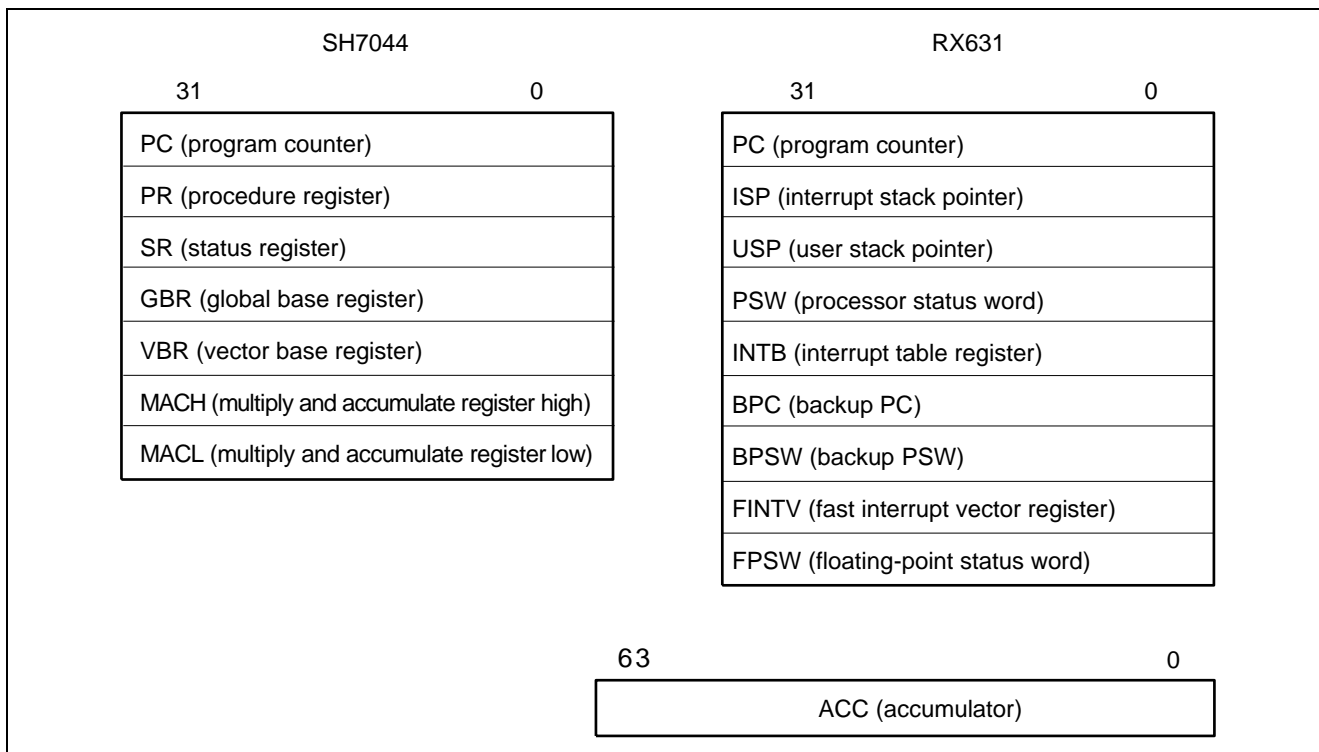 SH7044
31 0
PC (program counter)
PR (procedure register)
SR (status register)
GBR (global base register)
VBR (vector base register)
MACH (multiply and accumulate register high)
MACL (multiply and accumulate register low)
RX631
31 0
PC (program counter)
ISP (interrupt stack pointer)
USP (user stack pointer)
PSW (processor status word)
INTB (interrupt table register)
BPC (backup PC)
BPSW (backup PSW)
FINTV (fast interrupt vector register)
FPSW (floating-point status word)
63 0
ACC (accumulator)